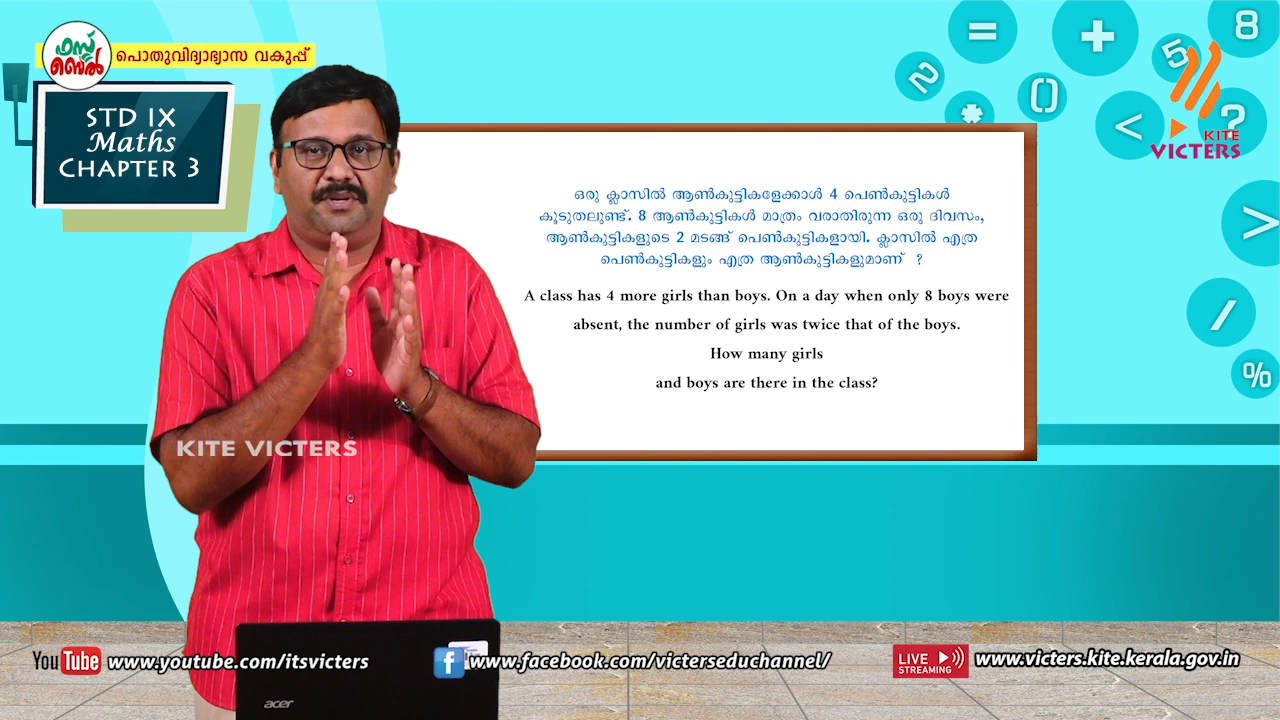 ഫസ്റ്റ്
ബെൽ
പൊതുവിദ്യാഭ്യാസ വകുപ്പ്
STD IX
Maths
CHAPTER 3
= + 5 8
2 * 0 < ?
KITE
VICTERS
>
/
%
ഒരു ക്ലാസിൽ ആൺകുട്ടികളേക്കാൾ 4 പെൺകുട്ടികൾ
കൂടുതലുണ്ട്. 8 ആൺകുട്ടികൾ മാത്രം വരാതിരുന്ന ഒരു ദിവസം,
ആൺകുട്ടികളുടെ 2 മടങ്ങ് പെൺകുട്ടികളായി. ക്ലാസിൽ എത്ര
പെൺകുട്ടികളും എത്ര ആൺകുട്ടികളുമാണ് ?
A class has 4 more girls than boys. On a day when only 8 boys were
absent, the number of girls was twice that of the boys.
How many girls
and boys are there in the class?
KITE VICTERS
YouTube www.youtube.com/itsvicters
f www.facebook.com/victerseduchannel/
LIVE
STREAMING
www.victers.kite.kerala.gov.in
acer